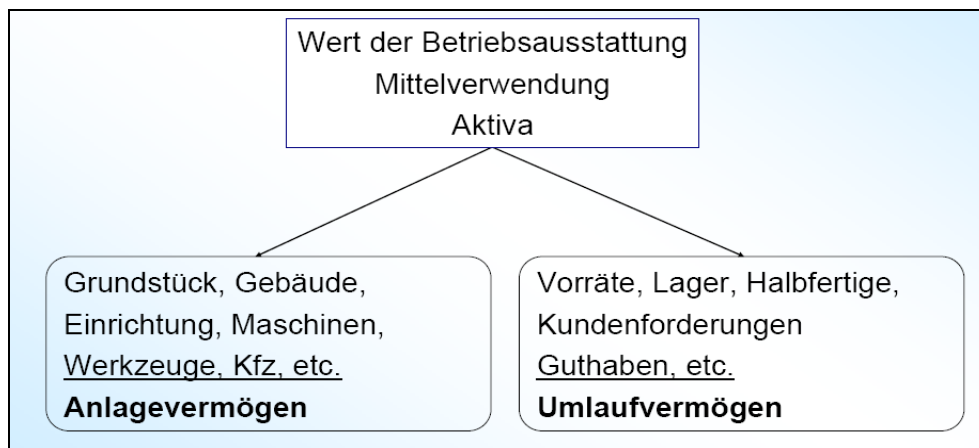 Wert der Betriebsausstattung
Mittelverwendung
Aktiva
Grundstück, Gebäude,
Einrichtung, Maschinen,
Werkzeuge, Kfz, etc.
Anlagevermögen
Vorräte, Lager, Halbfertige,
Kundenforderungen
Guthaben, etc.
Umlaufvermögen